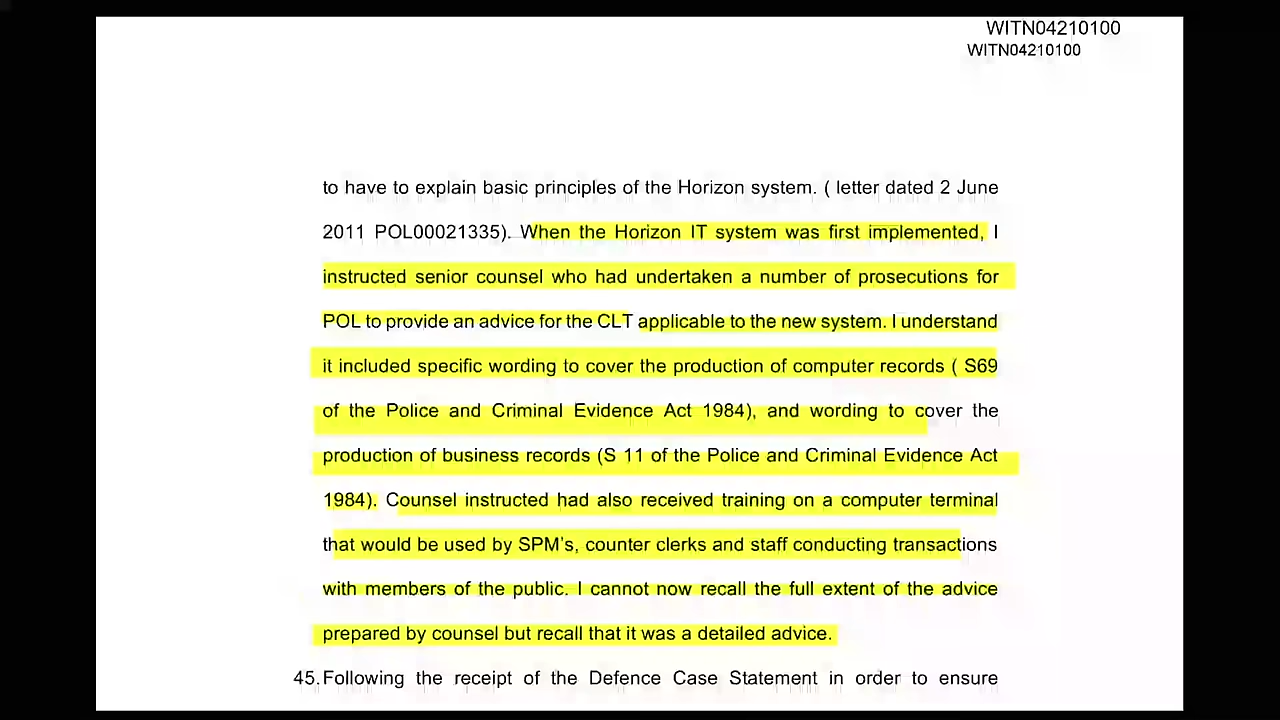 WITN04210100
WITN04210100
to have to explain basic principles of the Horizon system. ( letter dated 2 June
2011 POL00021335). When the Horizon IT system was first implemented, I
instructed senior counsel who had undertaken a number of prosecutions for
POL to provide an advice for the CLT applicable to the new system. I understand
it included specific wording to cover the production of computer records ( S69
of the Police and Criminal Evidence Act 1984), and wording to cover the
production of business records (S 11 of the Police and Criminal Evidence Act
1984). Counsel instructed had also received training on a computer terminal
that would be used by SPM's, counter clerks and staff conducting transactions
with members of the public. I cannot now recall the full extent of the advice
prepared by counsel but recall that it was a detailed advice.
45.Following the receipt of the Defence Case Statement in order to ensure